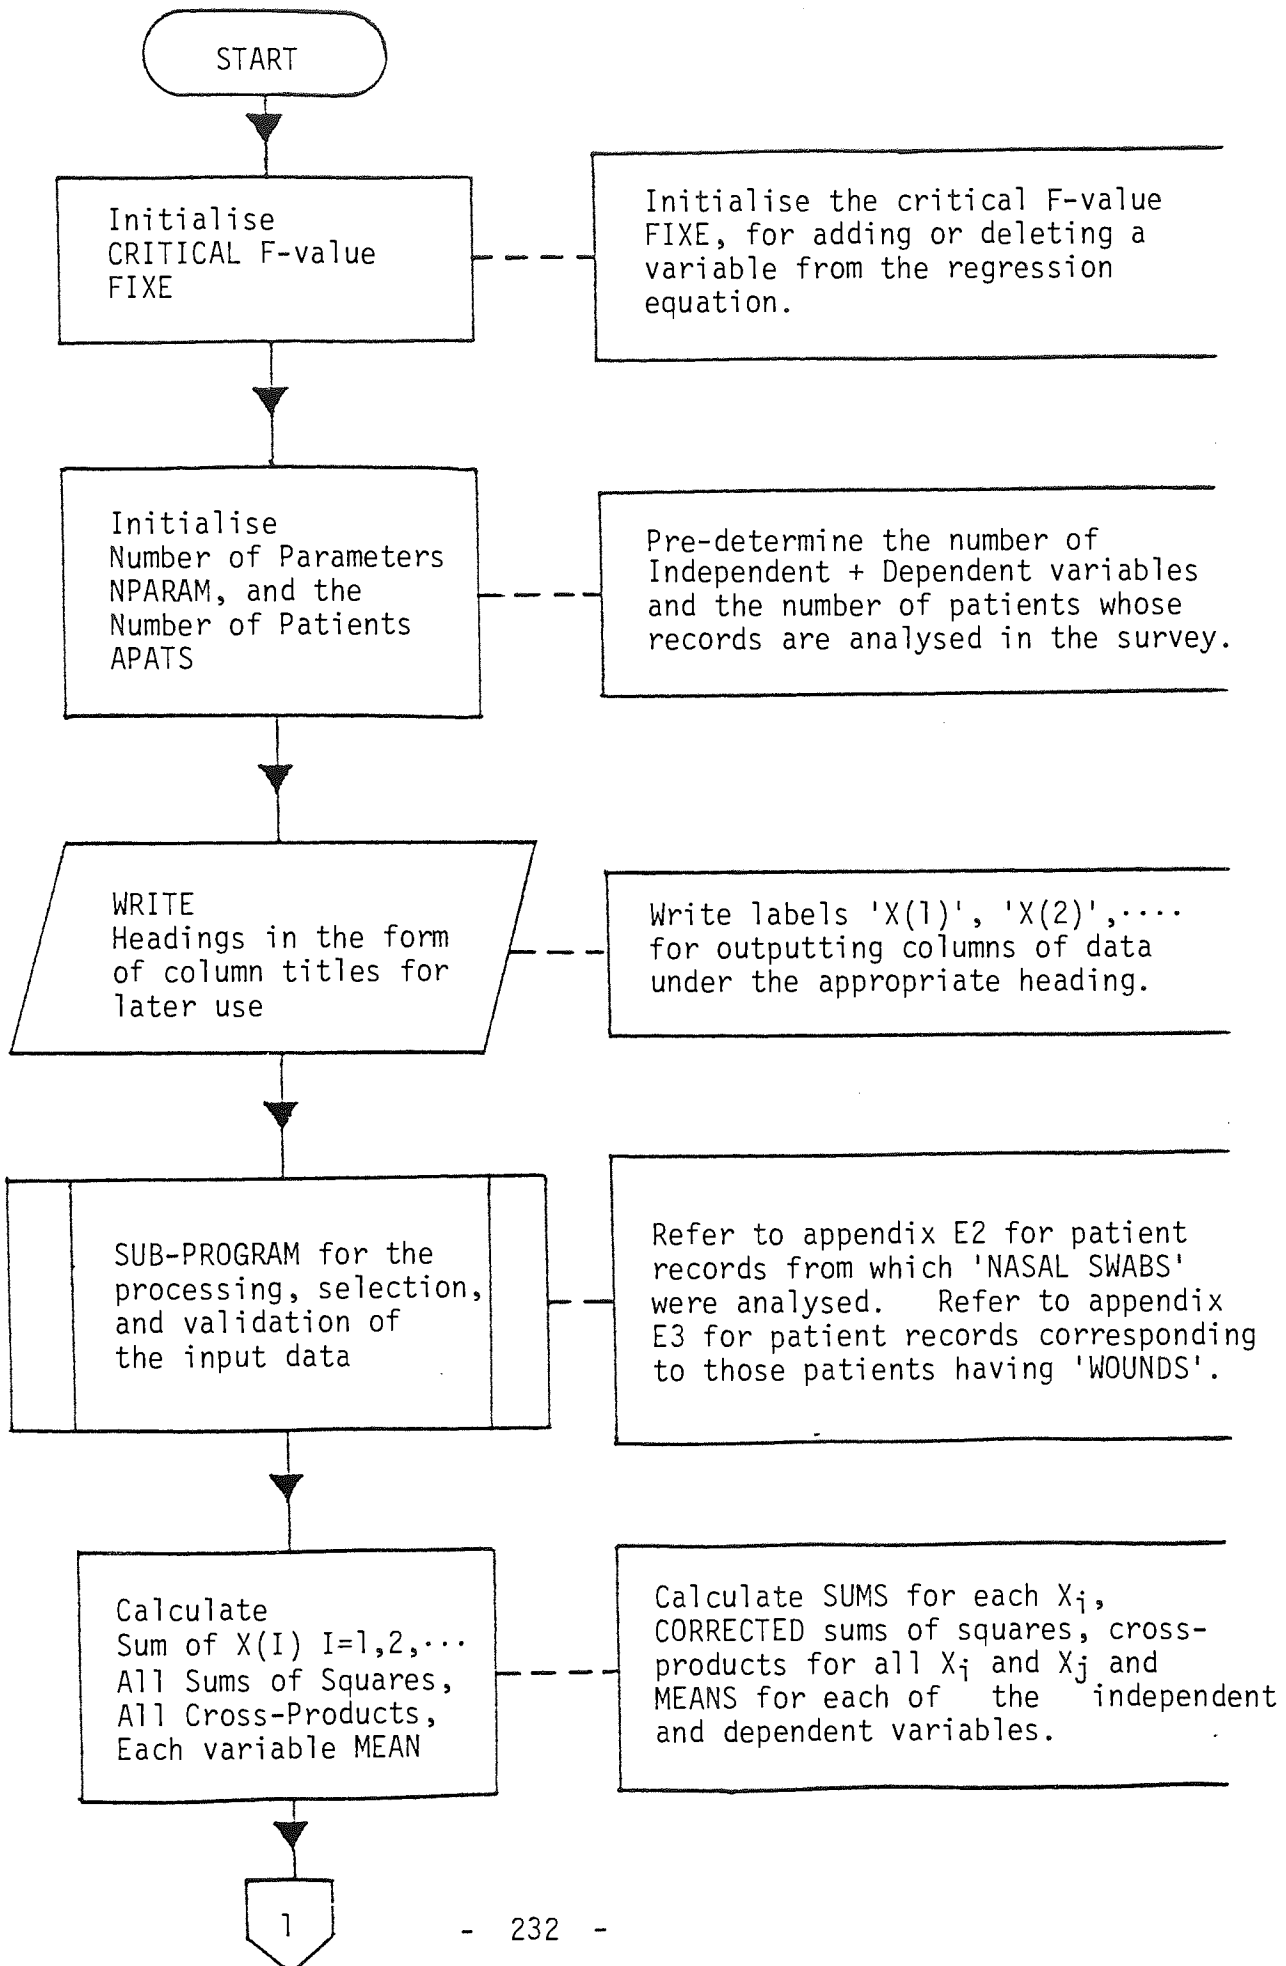 START
Initialise
CRITICAL F-value
FIXE
Initialise the critical F-value
FIXE, for adding or deleting a
variable from the regression
equation.
Initialise
Number of Parameters
NPARAM, and the
Number of Patients
APATS
Pre-determine the number of
Independent + Dependent variables
and the number of patients whose
records are analysed in the survey.
WRITE
Headings in the form
of column titles for
later use
Write labels 'X(1)', 'X(2)',....
for outputting columns of data
under the appropriate heading.
SUB-PROGRAM for the
processing, selection,
and validation of
the input data
Refer to appendix E2 for patient
records from which 'NASAL SWABS'
were analysed. Refer to appendix
E3 for patient records corresponding
to those patients having 'WOUNDS'.
Calculate
Sum of X(I) I=1,2,...
All Sums of Squares,
All Cross-Products,
Each variable MEAN
Calculate SUMS for each Xi,
CORRECTED sums of squares, cross-
products for all Xi and Xj and
MEANS for each of the independent
and dependent variables.
1
- 232 -